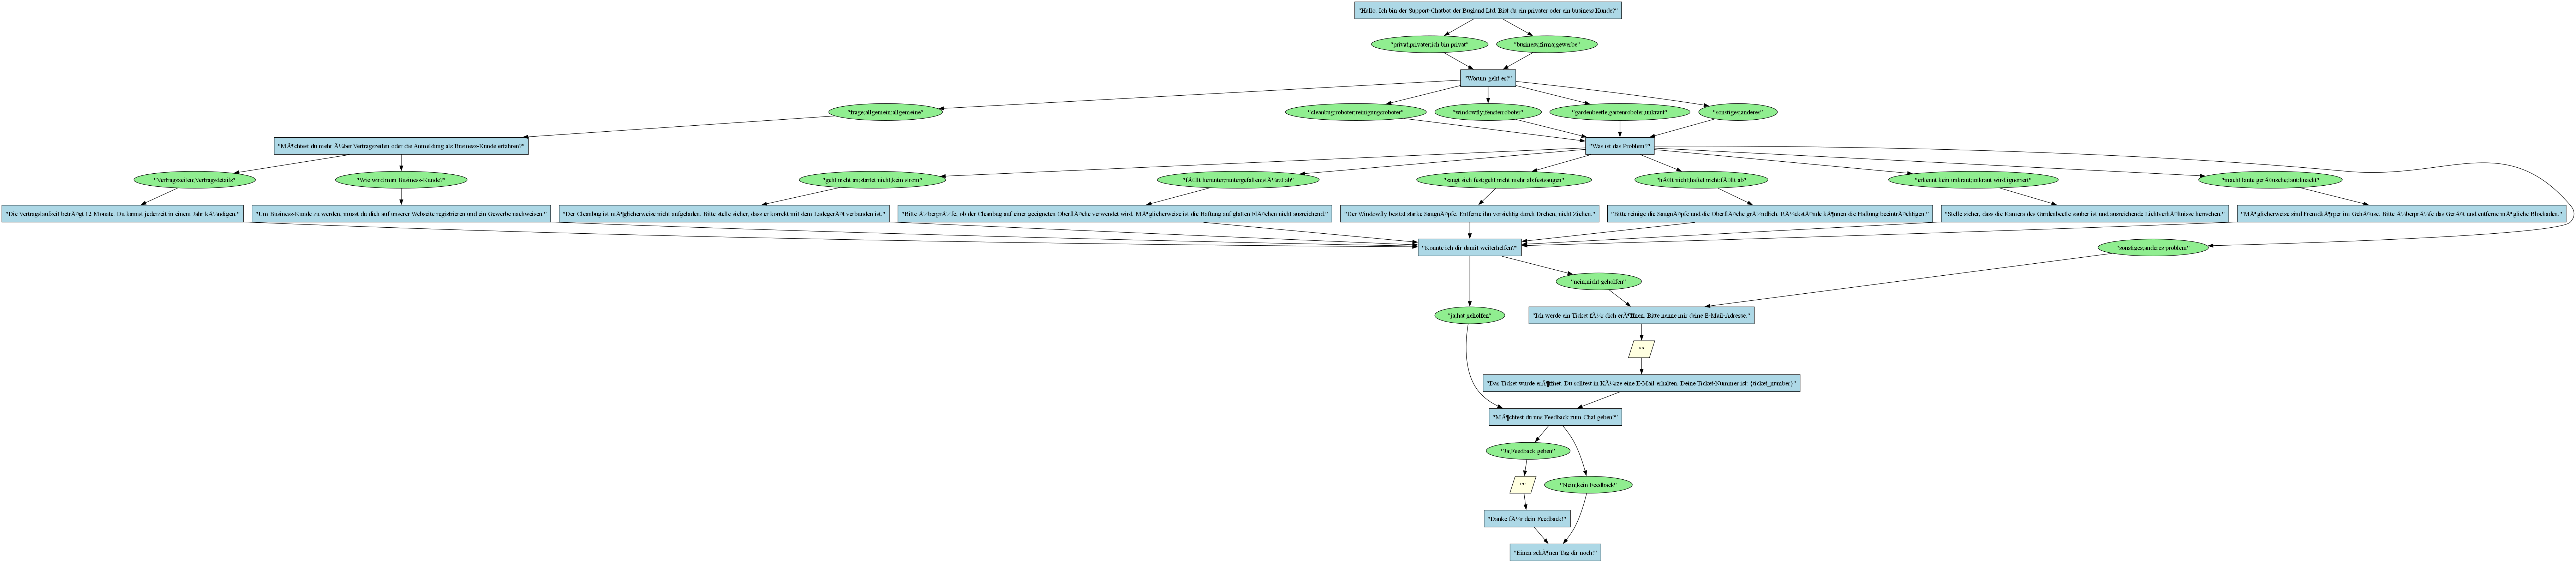 "Hallo. Ich bin der Support-Chatbot der Bugland Ltd. Bist du ein privater oder ein business Kunde?"
"privat;privater;ich bin privat"
"business;firma;gewerbe"
"Worum geht es?"
"frage;allgemein;allgemeine"
"cleanbug;roboter;reinigungsroboter"
"windowfly;fensterroboter"
"gardenbeetle;gartenroboter;unkraut"
"sonstiges;anderes"
"MÃ¶chtest du mehr Ã¼ber Vertragszeiten oder die Anmeldung als Business-Kunde erfahren?"
"Was ist das Problem?"
"Vertragszeiten;Vertragsdetails"
"Wie wird man Business-Kunde?"
"geht nicht an;startet nicht;kein strom"
"fÃ¤llt herunter;runtergefallen;stÃ¼rzt ab"
"saugt sich fest;geht nicht mehr ab;festsaugen"
"hÃ¤lt nicht;haftet nicht;fÃ¤llt ab"
"erkennt kein unkraut;unkraut wird ignoriert"
"macht laute gerÃ¤usche;laut;knackt"
"Die Vertragslaufzeit betrÃ¤gt 12 Monate. Du kannst jederzeit in einem Jahr kÃ¼ndigen."
"Um Business-Kunde zu werden, musst du dich auf unserer Webseite registrieren und ein Gewerbe nachweisen."
"Der Cleanbug ist mÃ¶glicherweise nicht aufgeladen. Bitte stelle sicher, dass er korrekt mit dem LadegerÃ¤t verbunden ist."
"Bitte Ã¼berprÃ¼fe, ob der Cleanbug auf einer geeigneten OberflÃ¤che verwendet wird. MÃ¶glicherweise ist die Haftung auf glatten FlÃ¤chen nicht ausreichend."
"Der Windowfly besitzt starke SaugnÃ¤pfe. Entferne ihn vorsichtig durch Drehen, nicht Ziehen."
"Bitte reinige die SaugnÃ¤pfe und die OberflÃ¤che grÃ¼ndlich. RÃ¼ckstÃ¤nde kÃ¶nnen die Haftung beeintrÃ¤chtigen."
"Stelle sicher, dass die Kamera des Gardenbeetle sauber ist und ausreichende LichtverhÃ¤ltnisse herrschen."
"MÃ¶glicherweise sind FremdkÃ¶rper im GehÃ¤use. Bitte Ã¼berprÃ¼fe das GerÃ¤t und entferne mÃ¶gliche Blockaden."
"Konnte ich dir damit weiterhelfen?"
"sonstiges;anderes problem"
"nein;nicht geholfen"
"ja;hat geholfen"
"Ich werde ein Ticket fÃ¼r dich erÃ¶ffnen. Bitte nenne mir deine E-Mail-Adresse."
""
"Das Ticket wurde erÃ¶ffnet. Du solltest in KÃ¼rze eine E-Mail erhalten. Deine Ticket-Nummer ist: {ticket_number}"
"MÃ¶chtest du uns Feedback zum Chat geben?"
"Ja;Feedback geben"
""
"Nein;kein Feedback"
"Danke fÃ¼r dein Feedback!"
"Einen schÃ¶nen Tag dir noch!"